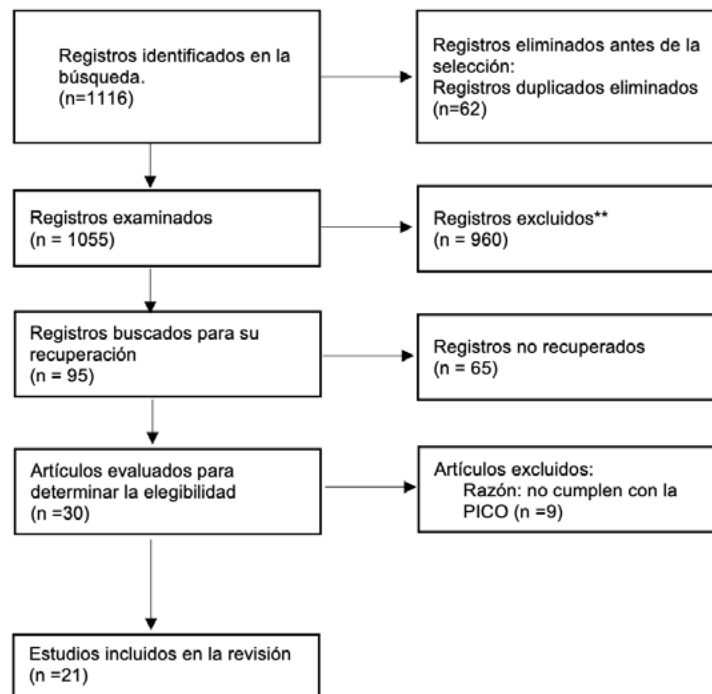 Registros identificados en la
búsqueda.
(n=1116)
Registros eliminados antes de la
selección:
Registros duplicados eliminados
(n=62)
Registros examinados
(n = 1055)
Registros excluidos**
(n = 960)
Registros buscados para su
recuperación
(n = 95)
Registros no recuperados
(n = 65)
Artículos evaluados para
determinar la elegibilidad
(n =30)
Artículos excluidos:
Razón: no cumplen con la
PICO (n =9)
Estudios incluidos en la revisión
(n =21)